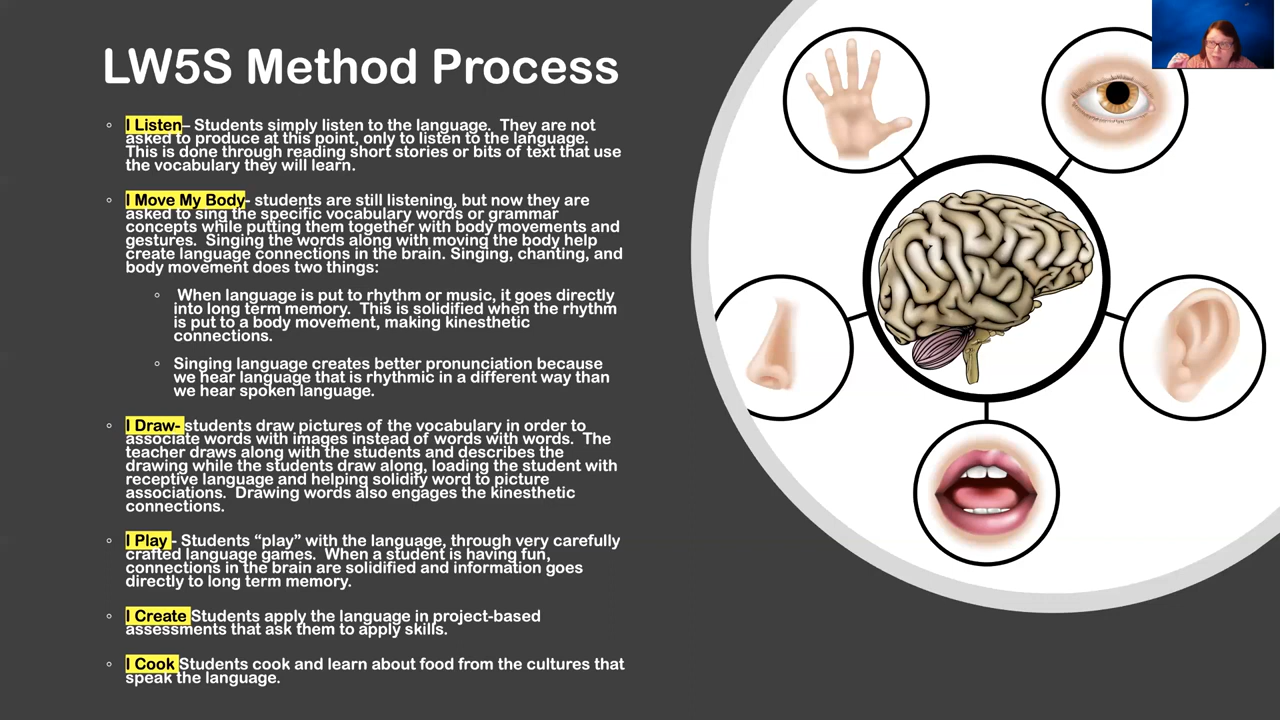 LW5S Method Process
I Listen– Students simply listen to the language. They are not
asked to produce at this point, only to listen to the language.
This is done through reading short stories or bits of text that use
the vocabulary they will learn.
I Move My Body- students are still listening, but now they are
asked to sing the specific vocabulary words or grammar
concepts while putting them together with body movements and
gestures. Singing the words along with moving the body help
create language connections in the brain. Singing, chanting, and
body movement does two things:
When language is put to rhythm or music, it goes directly
into long term memory. This is solidified when the rhythm
is put to a body movement, making kinesthetic
connections.
Singing language creates better pronunciation because
we hear language that is rhythmic in a different way than
we hear spoken language.
I Draw- students draw pictures of the vocabulary in order to
associate words with images instead of words with words. The
teacher draws along with the students and describes the
drawing while the students draw along, loading the student with
receptive language and helping solidify word to picture
associations. Drawing words also engages the kinesthetic
connections.
I Play - Students “play” with the language, through very carefully
crafted language games. When a student is having fun,
connections in the brain are solidified and information goes
directly to long term memory.
I Create Students apply the language in project-based
assessments that ask them to apply skills.
I Cook Students cook and learn about food from the cultures that
speak the language.